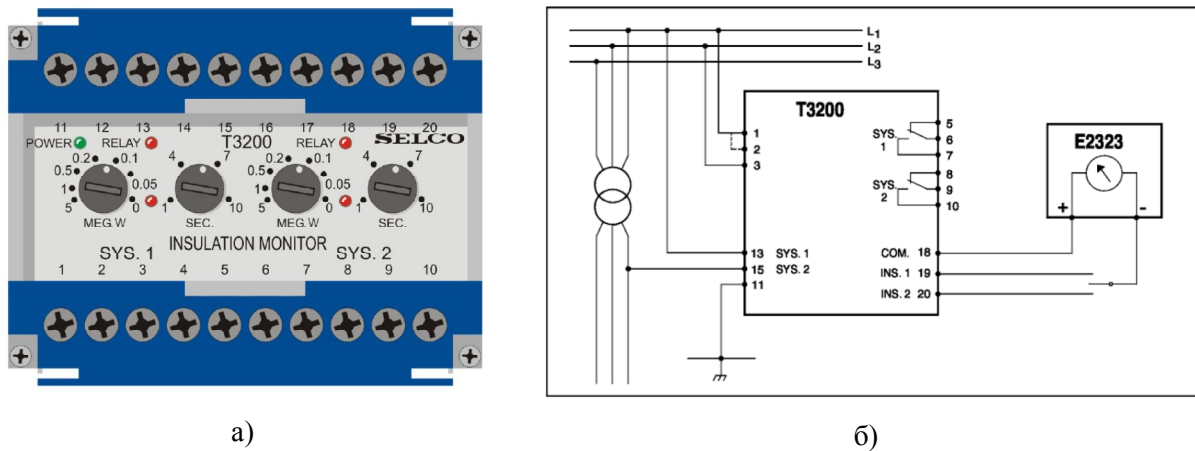 11 12 13 14 15 16 17 18 19 20
POWER RELAY T3200 RELAY SELCO
0.2 0.1 4 7 0.2 0.1 4 7
0.5 0.05 0.5 0.05
1 1
5 0 1 10 5 0 1 10
MEG.W SEC. MEG.W SEC.
INSULATION MONITOR
SYS. 1 SYS. 2
1 2 3 4 5 6 7 8 9 10
а)
L1
L2
L3
T3200
1
2
3
13 SYS. 1
15 SYS. 2
11
SYS. 1
5
6
7
SYS. 2
8
9
10
COM. 18
INS. 1 19
INS. 2 20
E2323
+ -
б)